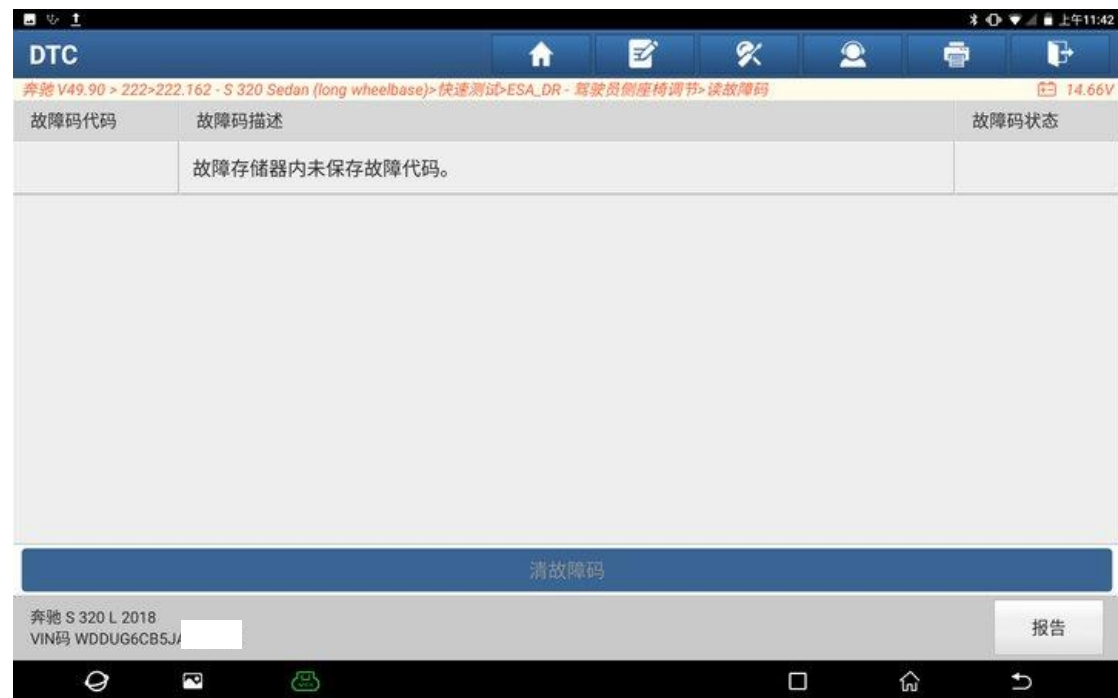 上午11:42
DTC
奔驰 V49.90 > 222>222.162 - S 320 Sedan (long wheelbase)>快速测试>ESA_DR - 驾驶员侧座椅调节>读故障码 14.66V
故障码代码 故障码描述 故障码状态
故障存储器内未保存故障代码。
清故障码
奔驰 S 320 L 2018
VIN码 WDDUG6CB5JA
报告